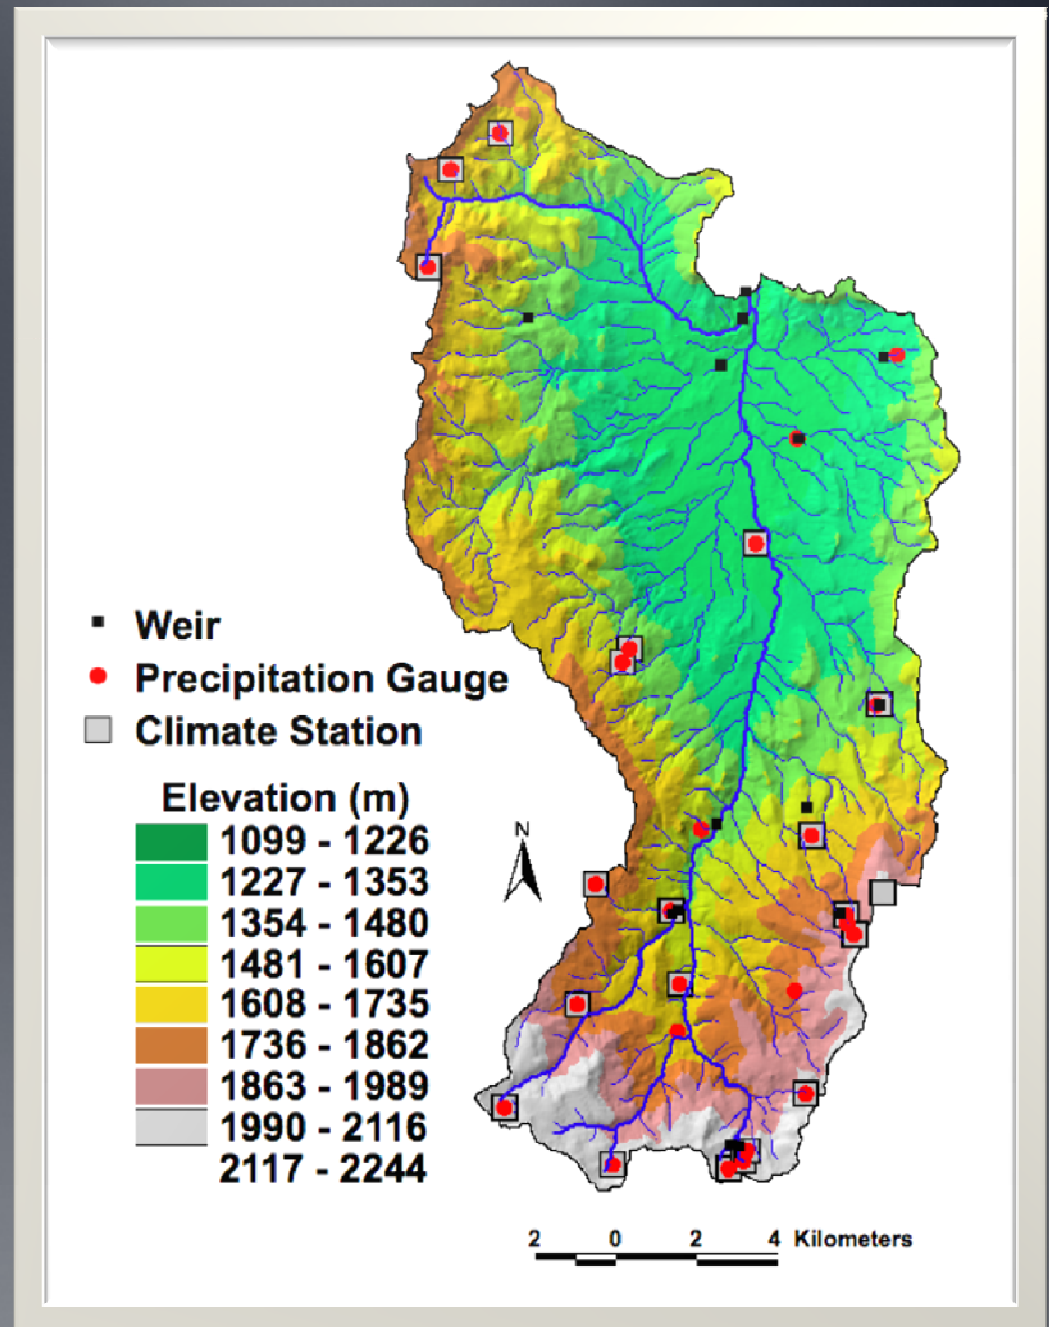 Weir
Precipitation Gauge
Climate Station
Elevation (m)
1099 - 1226
1227 - 1353
1354 - 1480
1481 - 1607
1608 - 1735
1736 - 1862
1863 - 1989
1990 - 2116
2117 - 2244
N
2 0 2 4 Kilometers